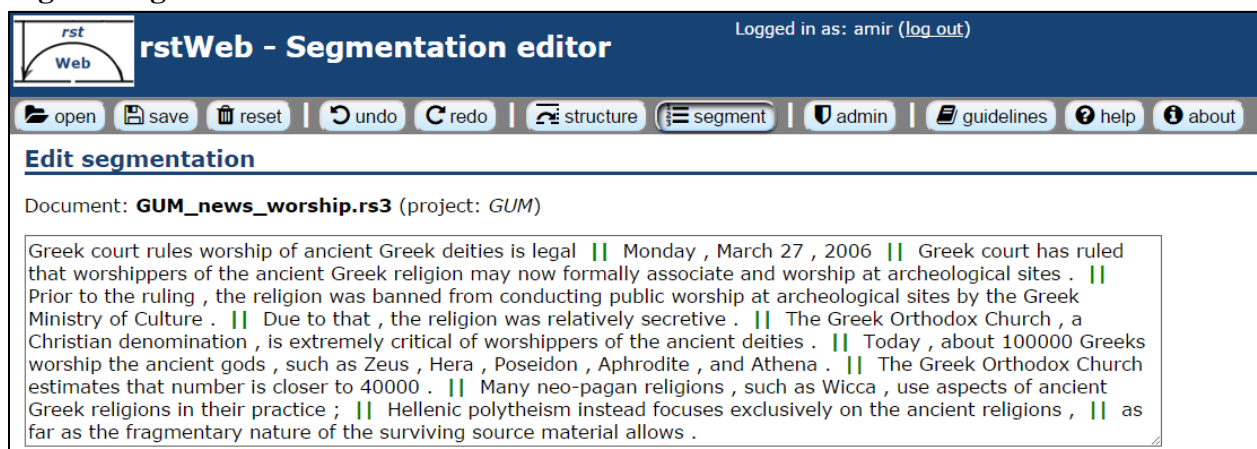 rst
Web
rstWeb - Segmentation editor
Logged in as: amir (log out)
open save reset | undo redo | structure segment | admin | guidelines help about
Edit segmentation
Document: GUM_news_worship.rs3 (project: GUM)
Greek court rules worship of ancient Greek deities is legal || Monday , March 27 , 2006 || Greek court has ruled
that worshippers of the ancient Greek religion may now formally associate and worship at archeological sites . ||
Prior to the ruling , the religion was banned from conducting public worship at archeological sites by the Greek
Ministry of Culture . || Due to that , the religion was relatively secretive . || The Greek Orthodox Church , a
Christian denomination , is extremely critical of worshippers of the ancient deities . || Today , about 100000 Greeks
worship the ancient gods , such as Zeus , Hera , Poseidon , Aphrodite , and Athena . || The Greek Orthodox Church
estimates that number is closer to 40000 . || Many neo-pagan religions , such as Wicca , use aspects of ancient
Greek religions in their practice ; || Hellenic polytheism instead focuses exclusively on the ancient religions , || as
far as the fragmentary nature of the surviving source material allows .